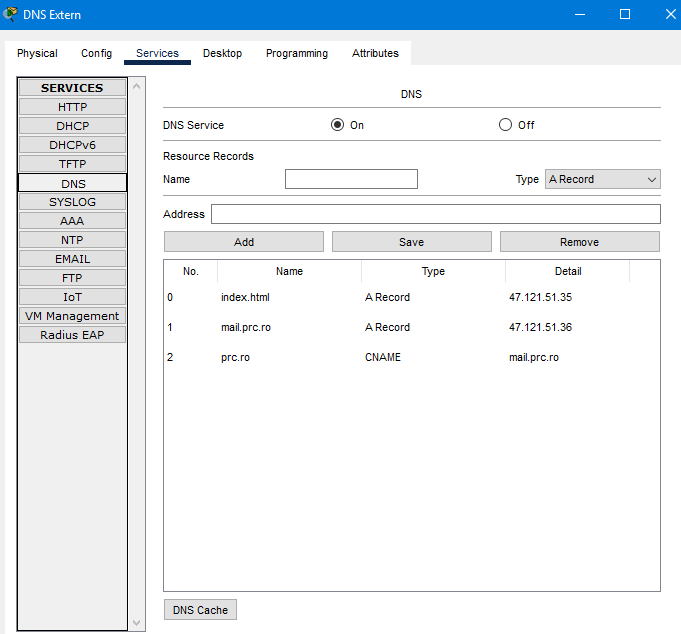 DNS Extern
Physical Config Services Desktop Programming Attributes
SERVICES
HTTP
DHCP
DHCPv6
TFTP
DNS
SYSLOG
AAA
NTP
EMAIL
FTP
IoT
VM Management
Radius EAP
DNS
DNS Service On Off
Resource Records
Name Type A Record
Address
Add Save Remove
No. Name Type Detail
0 index.html A Record 47.121.51.35
1 mail.prc.ro A Record 47.121.51.36
2 prc.ro CNAME mail.prc.ro
DNS Cache